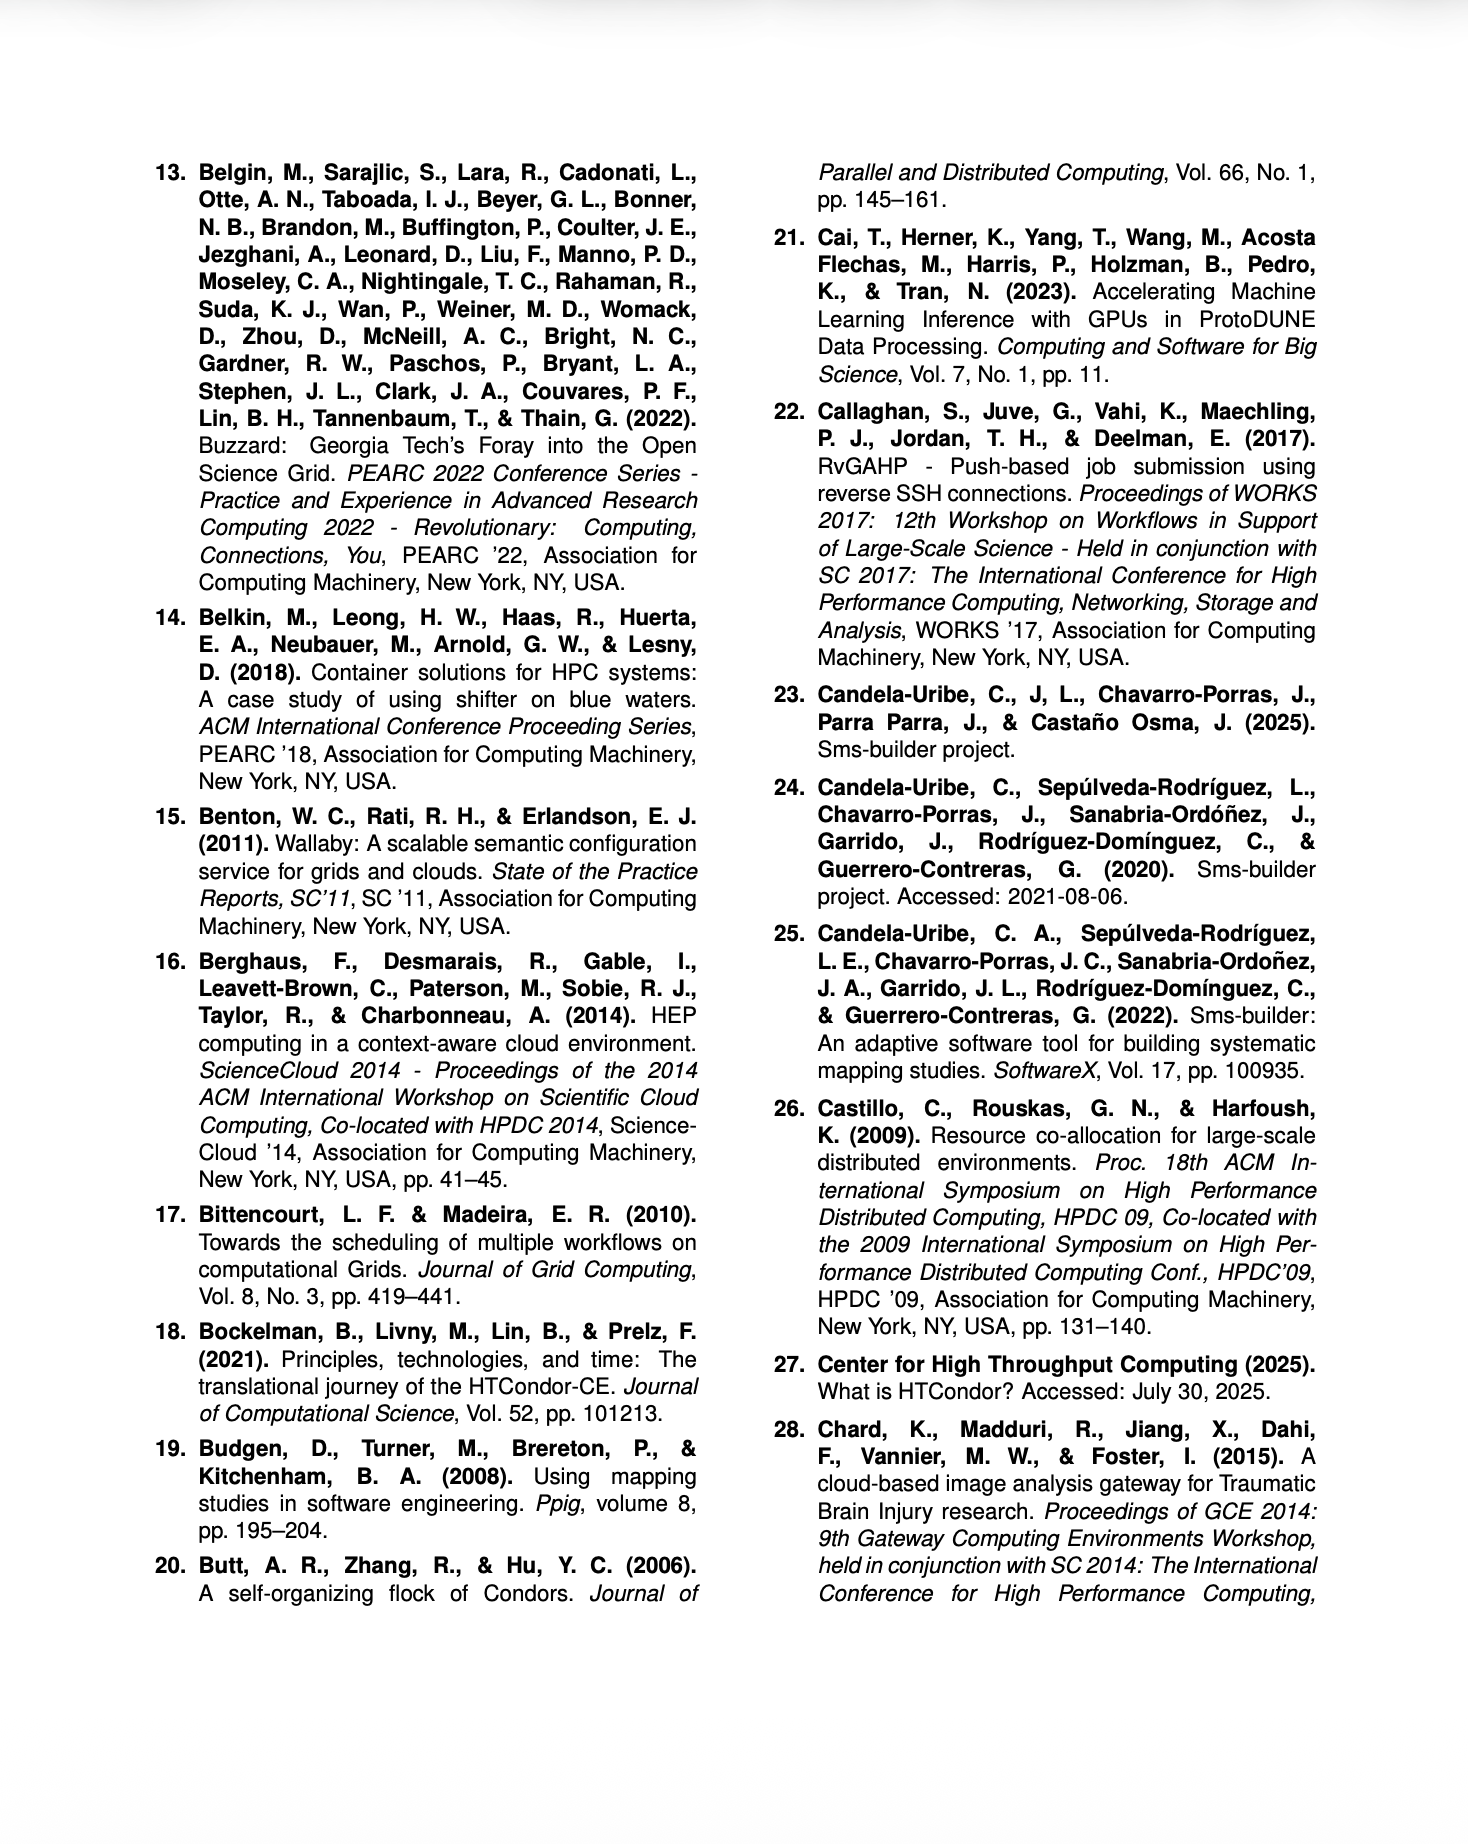 13. Belgin, M., Sarajlic, S., Lara, R., Cadonati, L.,
Otte, A. N., Taboada, I. J., Beyer, G. L., Bonner,
N. B., Brandon, M., Buffington, P., Coulter, J. E.,
Jezghani, A., Leonard, D., Liu, F., Manno, P. D.,
Moseley, C. A., Nightingale, T. C., Rahaman, R.,
Suda, K. J., Wan, P., Weiner, M. D., Womack,
D., Zhou, D., McNeill, A. C., Bright, N. C.,
Gardner, R. W., Paschos, P., Bryant, L. A.,
Stephen, J. L., Clark, J. A., Couvares, P. F.,
Lin, B. H., Tannenbaum, T., & Thain, G. (2022).
Buzzard: Georgia Tech’s Foray into the Open
Science Grid. PEARC 2022 Conference Series -
Practice and Experience in Advanced Research
Computing 2022 - Revolutionary: Computing,
Connections, You, PEARC ’22, Association for
Computing Machinery, New York, NY, USA.
14. Belkin, M., Leong, H. W., Haas, R., Huerta,
E. A., Neubauer, M., Arnold, G. W., & Lesny,
D. (2018). Container solutions for HPC systems:
A case study of using shifter on blue waters.
ACM International Conference Proceeding Series,
PEARC ’18, Association for Computing Machinery,
New York, NY, USA.
15. Benton, W. C., Rati, R. H., & Erlandson, E. J.
(2011). Wallaby: A scalable semantic configuration
service for grids and clouds. State of the Practice
Reports, SC’11, SC ’11, Association for Computing
Machinery, New York, NY, USA.
16. Berghaus, F., Desmarais, R., Gable, I.,
Leavett-Brown, C., Paterson, M., Sobie, R. J.,
Taylor, R., & Charbonneau, A. (2014). HEP
computing in a context-aware cloud environment.
ScienceCloud 2014 - Proceedings of the 2014
ACM International Workshop on Scientific Cloud
Computing, Co-located with HPDC 2014, Science-
Cloud ’14, Association for Computing Machinery,
New York, NY, USA, pp. 41–45.
17. Bittencourt, L. F. & Madeira, E. R. (2010).
Towards the scheduling of multiple workflows on
computational Grids. Journal of Grid Computing,
Vol. 8, No. 3, pp. 419–441.
18. Bockelman, B., Livny, M., Lin, B., & Prelz, F.
(2021). Principles, technologies, and time: The
translational journey of the HTCondor-CE. Journal
of Computational Science, Vol. 52, pp. 101213.
19. Budgen, D., Turner, M., Brereton, P., &
Kitchenham, B. A. (2008). Using mapping
studies in software engineering. Ppig, volume 8,
pp. 195–204.
20. Butt, A. R., Zhang, R., & Hu, Y. C. (2006).
A self-organizing flock of Condors. Journal of
Parallel and Distributed Computing, Vol. 66, No. 1,
pp. 145–161.
21. Cai, T., Herner, K., Yang, T., Wang, M., Acosta
Flechas, M., Harris, P., Holzman, B., Pedro,
K., & Tran, N. (2023). Accelerating Machine
Learning Inference with GPUs in ProtoDUNE
Data Processing. Computing and Software for Big
Science, Vol. 7, No. 1, pp. 11.
22. Callaghan, S., Juve, G., Vahi, K., Maechling,
P. J., Jordan, T. H., & Deelman, E. (2017).
RvGAHP - Push-based job submission using
reverse SSH connections. Proceedings of WORKS
2017: 12th Workshop on Workflows in Support
of Large-Scale Science - Held in conjunction with
SC 2017: The International Conference for High
Performance Computing, Networking, Storage and
Analysis, WORKS ’17, Association for Computing
Machinery, New York, NY, USA.
23. Candela-Uribe, C., J, L., Chavarro-Porras, J.,
Parra Parra, J., & Castaño Osma, J. (2025).
Sms-builder project.
24. Candela-Uribe, C., Sepúlveda-Rodríguez, L.,
Chavarro-Porras, J., Sanabria-Ordóñez, J.,
Garrido, J., Rodríguez-Domínguez, C., &
Guerrero-Contreras, G. (2020). Sms-builder
project. Accessed: 2021-08-06.
25. Candela-Uribe, C. A., Sepúlveda-Rodríguez,
L. E., Chavarro-Porras, J. C., Sanabria-Ordoñez,
J. A., Garrido, J. L., Rodríguez-Domínguez, C.,
& Guerrero-Contreras, G. (2022). Sms-builder:
An adaptive software tool for building systematic
mapping studies. SoftwareX, Vol. 17, pp. 100935.
26. Castillo, C., Rouskas, G. N., & Harfoush,
K. (2009). Resource co-allocation for large-scale
distributed environments. Proc. 18th ACM In-
ternational Symposium on High Performance
Distributed Computing, HPDC 09, Co-located with
the 2009 International Symposium on High Per-
formance Distributed Computing Conf., HPDC’09,
HPDC ’09, Association for Computing Machinery,
New York, NY, USA, pp. 131–140.
27. Center for High Throughput Computing (2025).
What is HTCondor? Accessed: July 30, 2025.
28. Chard, K., Madduri, R., Jiang, X., Dahi,
F., Vannier, M. W., & Foster, I. (2015). A
cloud-based image analysis gateway for Traumatic
Brain Injury research. Proceedings of GCE 2014:
9th Gateway Computing Environments Workshop,
held in conjunction with SC 2014: The International
Conference for High Performance Computing,